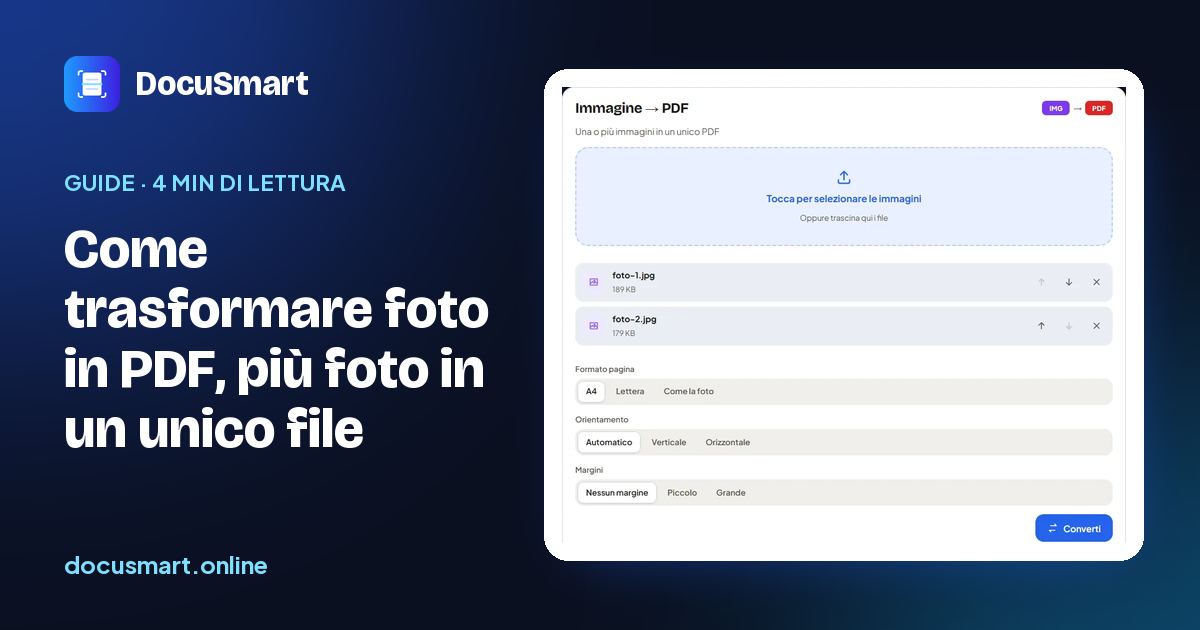 DocuSmart
GUIDE · 4 MIN DI LETTURA
Come
trasformare foto
in PDF, più foto in
un unico file
docusmart.online
Immagine → PDF
IMG → PDF
Una o più immagini in un unico PDF
Tocca per selezionare le immagini
Oppure trascina qui i file
foto-1.jpg
189 KB
foto-2.jpg
179 KB
Formato pagina
A4 Lettera Come la foto
Orientamento
Automatico Verticale Orizzontale
Margini
Nessun margine Piccolo Grande
Converti